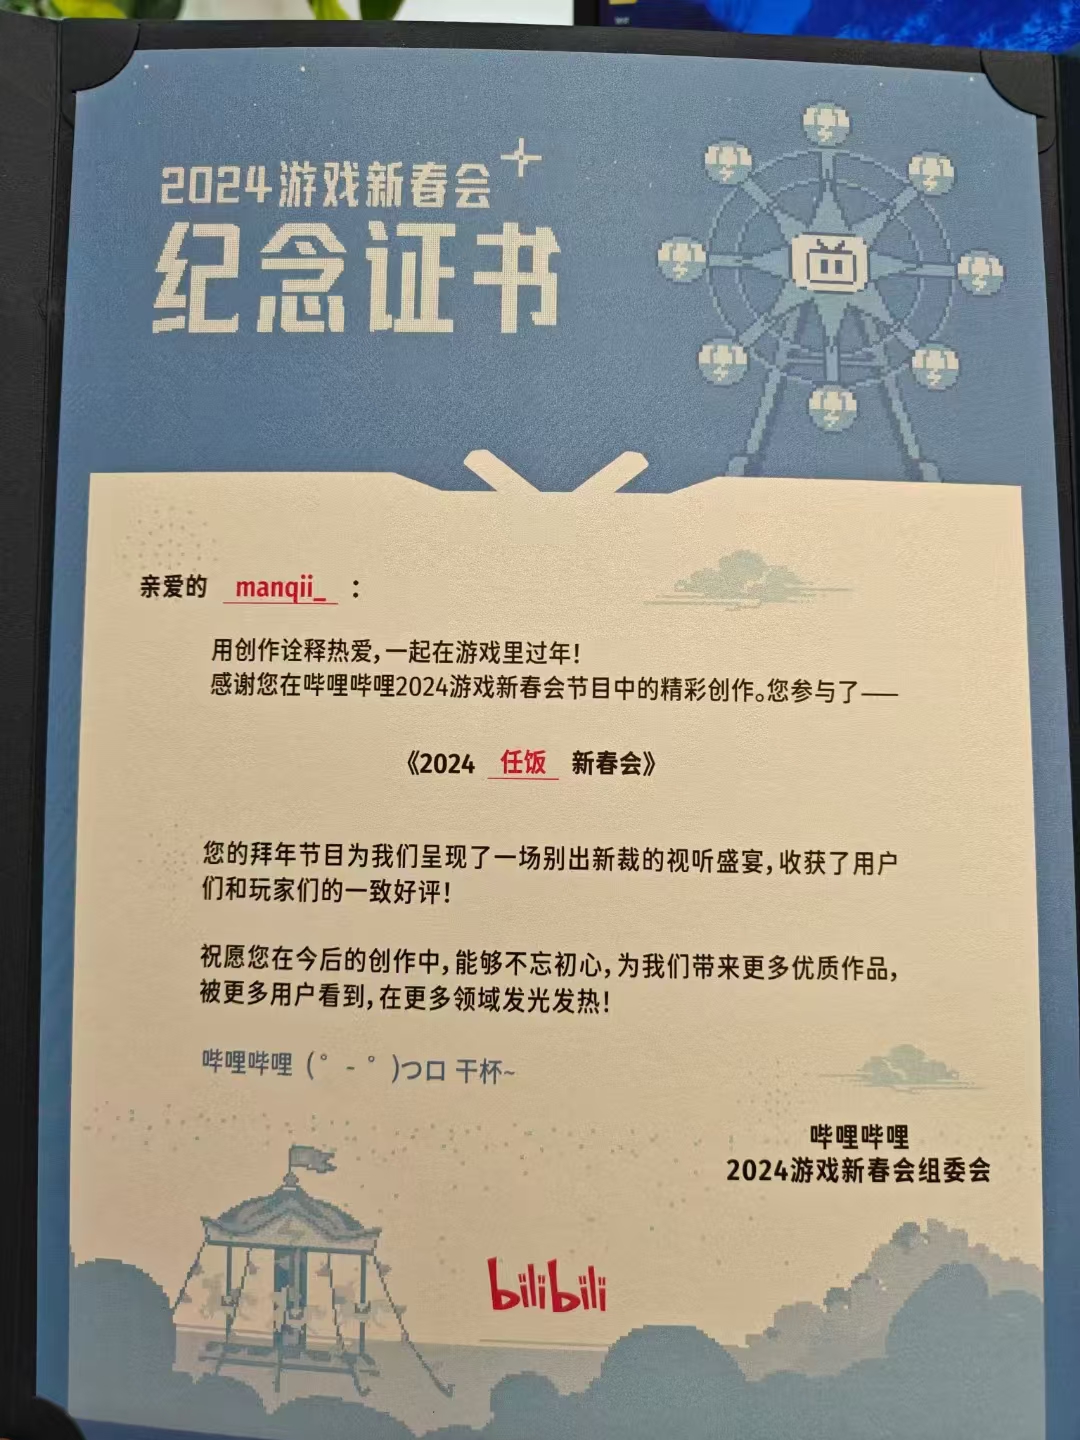 2024游戏新春会
纪念证书
亲爱的 manqii_ ：
用创作诠释热爱，一起在游戏里过年！
感谢您在哔哩哔哩2024游戏新春会节目中的精彩创作。您参与了——
《2024 任饭 新春会》
您的拜年节目为我们呈现了一场别出新裁的视听盛宴，收获了用户
们和玩家们的一致好评！
祝愿您在今后的创作中，能够不忘初心，为我们带来更多优质作品，
被更多用户看到，在更多领域发光发热！
哔哩哔哩 (゜-゜)つロ 干杯~
哔哩哔哩
2024游戏新春会组委会
bilibili